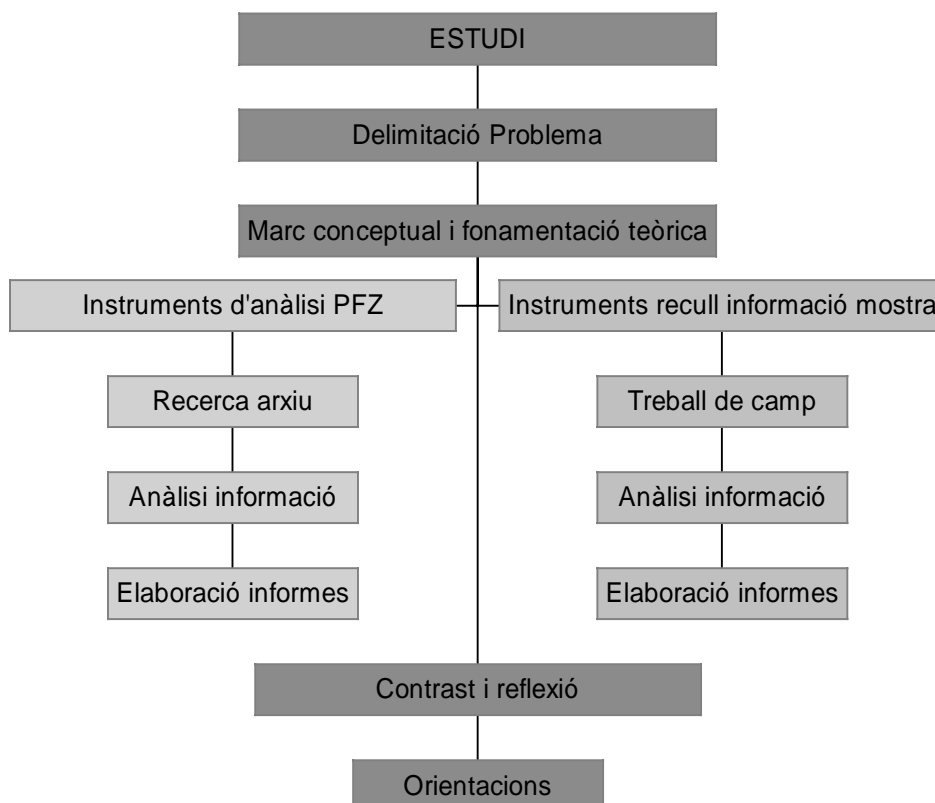 ESTUDI
Delimitació Problema
Marc conceptual i fonamentació teòrica
Instruments d'anàlisi PFZ
Instruments recull informació mostra
Recerca arxiu
Treball de camp
Anàlisi informació
Anàlisi informació
Elaboració informes
Elaboració informes
Contrast i reflexió
Orientacions